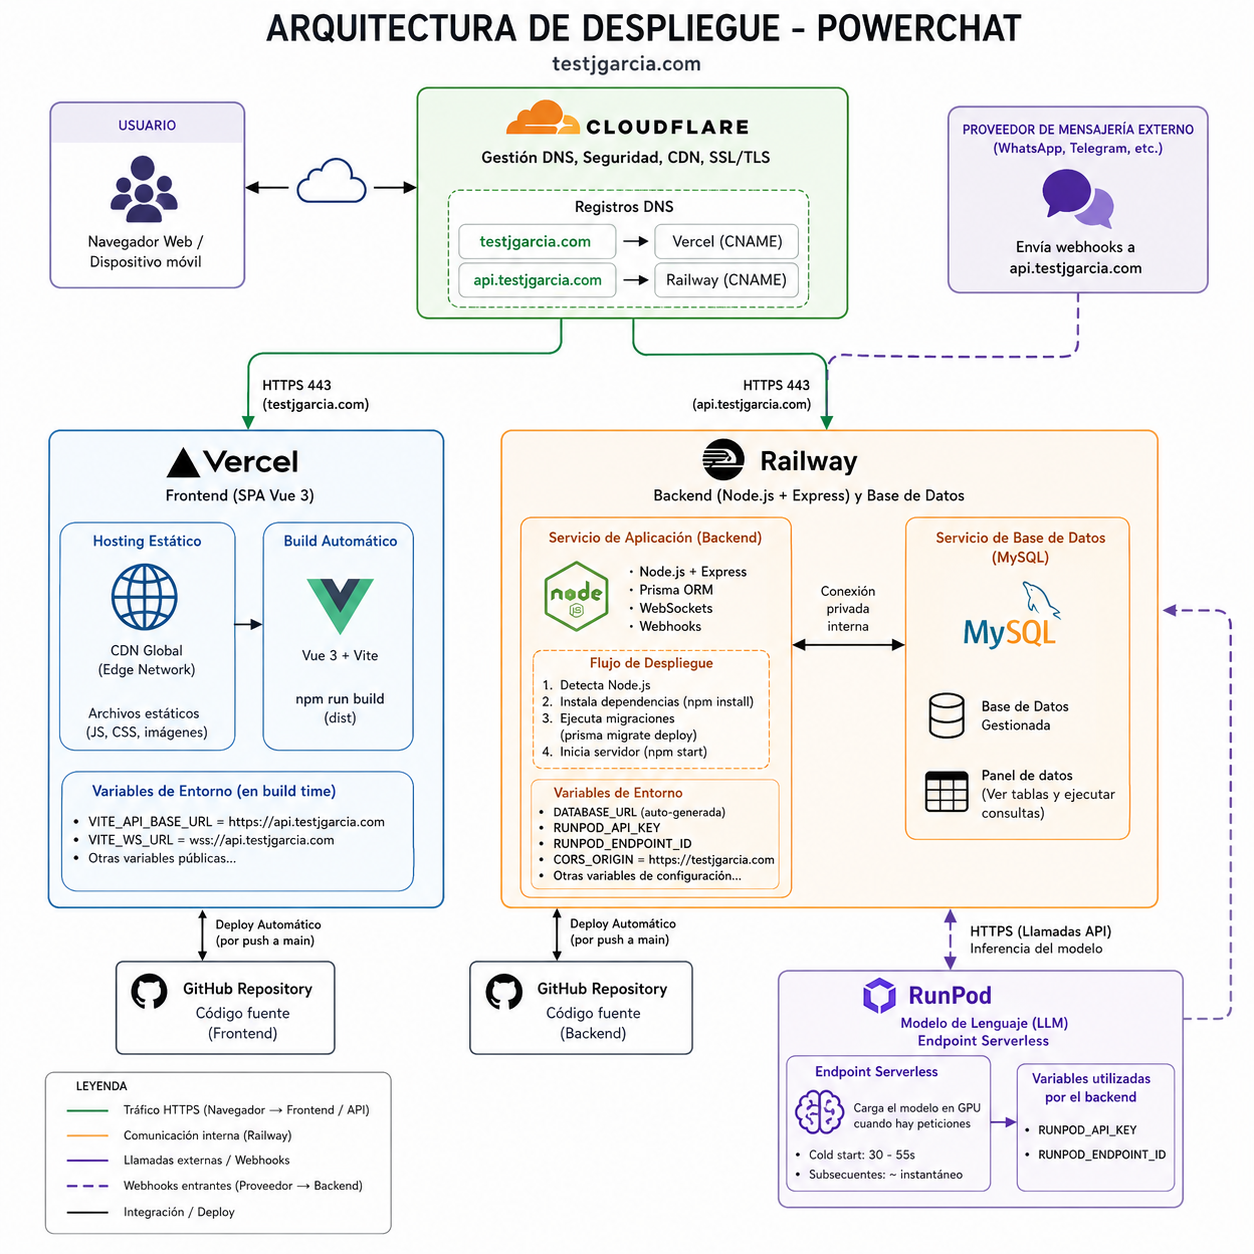 ARQUITECTURA DE DESPLIEGUE - POWERCHAT
testjgarcia.com
USUARIO
Navegador Web /
Dispositivo móvil
CLOUDFLARE
Gestión DNS, Seguridad, CDN, SSL/TLS
Registros DNS
testjgarcia.com → Vercel (CNAME)
api.testjgarcia.com → Railway (CNAME)
PROVEEDOR DE MENSAJERÍA EXTERNO
(WhatsApp, Telegram, etc.)
Envía webhooks a
api.testjgarcia.com
HTTPS 443
(testjgarcia.com)
HTTPS 443
(api.testjgarcia.com)
Vercel
Frontend (SPA Vue 3)
Hosting Estático
CDN Global
(Edge Network)
Archivos estáticos
(JS, CSS, imágenes)
Build Automático
Vue 3 + Vite
npm run build
(dist)
Variables de Entorno (en build time)
• VITE_API_BASE_URL = https://api.testjgarcia.com
• VITE_WS_URL = wss://api.testjgarcia.com
• Otras variables públicas...
Railway
Backend (Node.js + Express) y Base de Datos
Servicio de Aplicación (Backend)
node
JS
• Node.js + Express
• Prisma ORM
• WebSockets
• Webhooks
Flujo de Despliegue
1. Detecta Node.js
2. Instala dependencias (npm install)
3. Ejecuta migraciones
(prisma migrate deploy)
4. Inicia servidor (npm start)
Variables de Entorno
• DATABASE_URL (auto-generada)
• RUNPOD_API_KEY
• RUNPOD_ENDPOINT_ID
• CORS_ORIGIN = https://testjgarcia.com
• Otras variables de configuración...
Conexión
privada
interna
Servicio de Base de Datos
(MySQL)
MySQL
Base de Datos
Gestionada
Panel de datos
(Ver tablas y ejecutar
consultas)
Deploy Automático
(por push a main)
GitHub Repository
Código fuente
(Frontend)
Deploy Automático
(por push a main)
GitHub Repository
Código fuente
(Backend)
HTTPS (Llamadas API)
Inferencia del modelo
RunPod
Modelo de Lenguaje (LLM)
Endpoint Serverless
Endpoint Serverless
Carga el modelo en GPU
cuando hay peticiones
• Cold start: 30 - 55s
• Subsecuentes: ~ instantáneo
Variables utilizadas
por el backend
• RUNPOD_API_KEY
• RUNPOD_ENDPOINT_ID
LEYENDA
Tráfico HTTPS (Navegador → Frontend / API)
Comunicación interna (Railway)
Llamadas externas / Webhooks
Webhooks entrantes (Proveedor → Backend)
Integración / Deploy